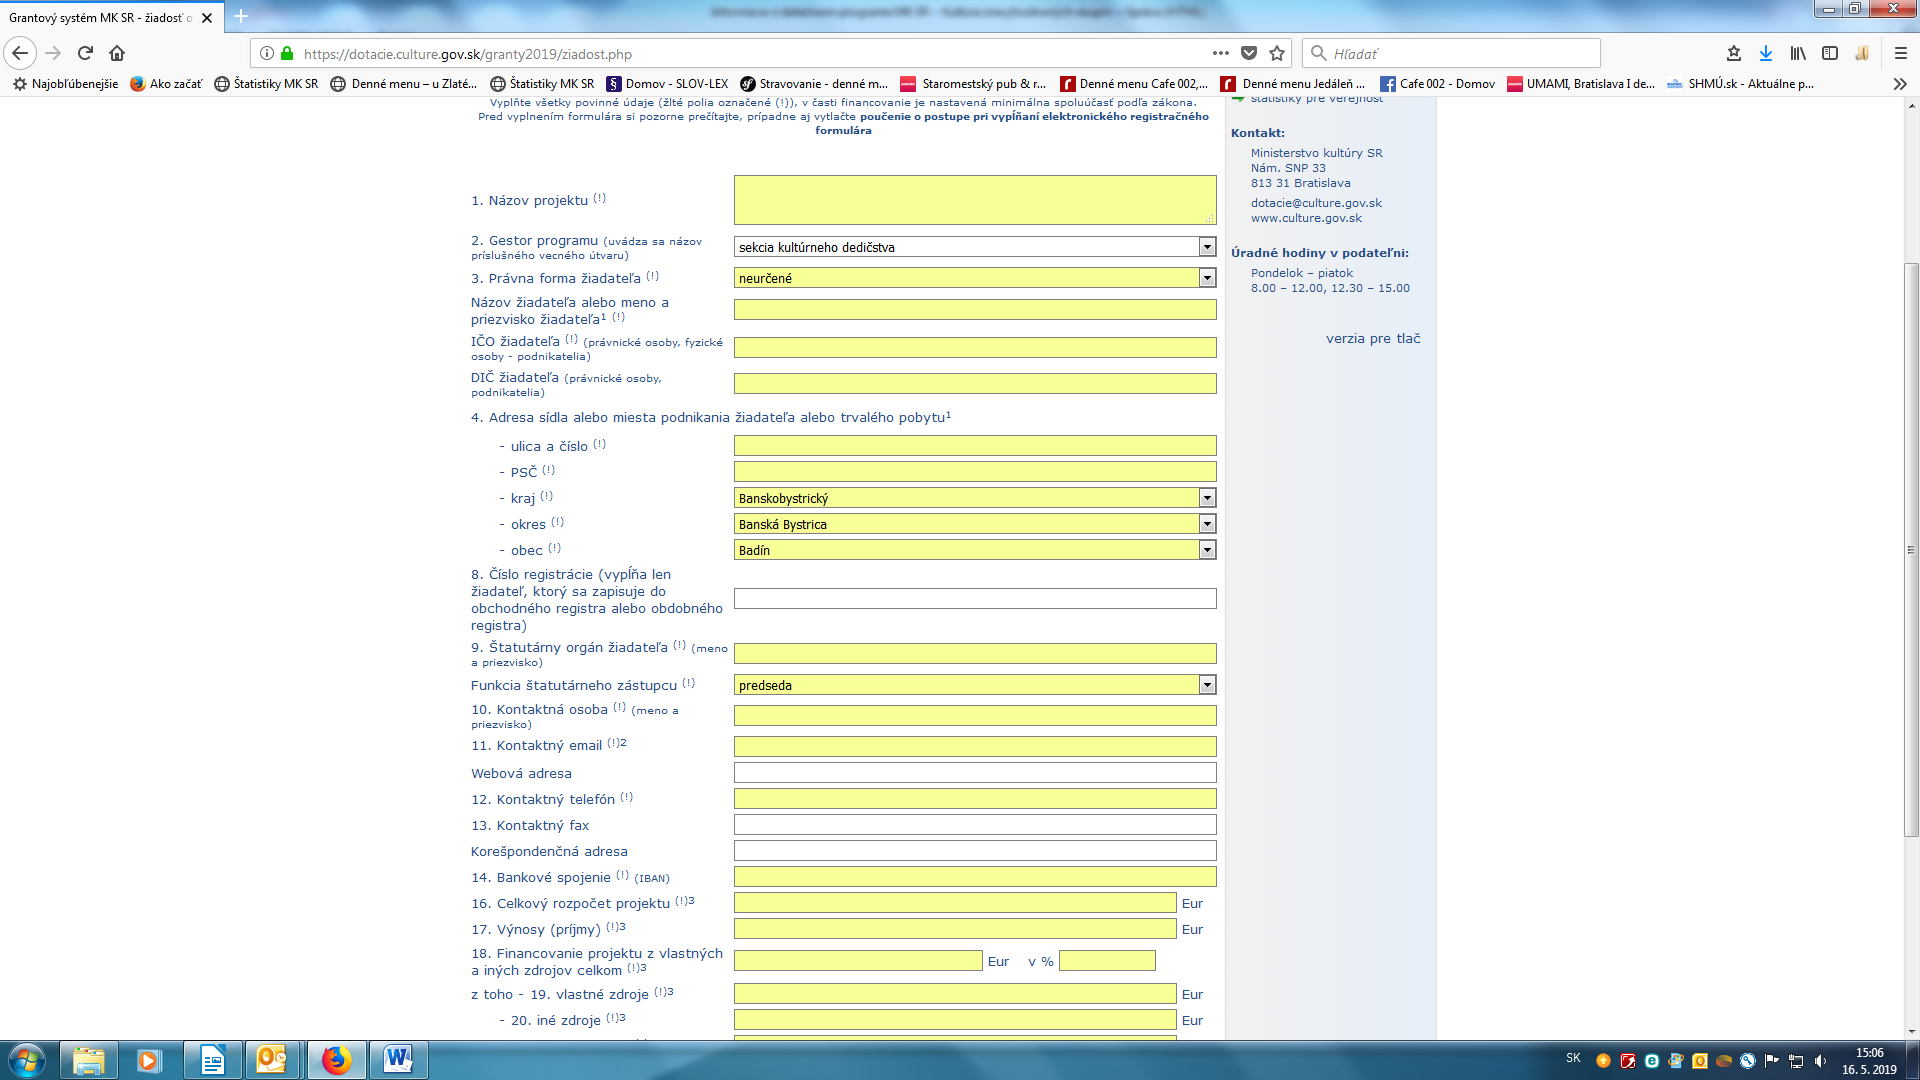 Grantový systém MK SR - žiadosť o
https://dotacie.culture.gov.sk/granty2019/ziadost.php
Hľadať
Najobľúbenejšie
Ako začať
Štatistiky MK SR
Denné menu – u Zlaté...
Štatistiky MK SR
Domov - SLOV-LEX
Stravovanie - denné m...
Staromestský pub & r...
Denné menu Cafe 002,...
Denné menu Jedáleň ...
Cafe 002 - Domov
UMAMI, Bratislava I de...
SHMÚ.sk - Aktuálne p...
Vyplňte všetky povinné údaje (žlté polia označené (!)), v časti financovanie je nastavená minimálna spoluúčasť podľa zákona.
Pred vyplnením formulára si pozorne prečítajte, prípadne aj vytlačte poučenie o postupe pri vypĺňaní elektronického registračného
formulára
1. Názov projektu (!)
2. Gestor programu (uvádza sa názov
príslušného vecného útvaru)
sekcia kultúrneho dedičstva
3. Právna forma žiadateľa (!)
neurčené
Názov žiadateľa alebo meno a
priezvisko žiadateľa¹ (!)
IČO žiadateľa (!) (právnické osoby, fyzické
osoby - podnikatelia)
DIČ žiadateľa (právnické osoby,
podnikatelia)
4. Adresa sídla alebo miesta podnikania žiadateľa alebo trvalého pobytu¹
- ulica a číslo (!)
- PSČ (!)
- kraj (!)
Banskobystrický
- okres (!)
Banská Bystrica
- obec (!)
Badín
8. Číslo registrácie (vypĺňa len
žiadateľ, ktorý sa zapisuje do
obchodného registra alebo obdobného
registra)
9. Štatutárny orgán žiadateľa (!) (meno
a priezvisko)
Funkcia štatutárneho zástupcu (!)
predseda
10. Kontaktná osoba (!) (meno a
priezvisko)
11. Kontaktný email (!)2
Webová adresa
12. Kontaktný telefón (!)
13. Kontaktný fax
Korešpondenčná adresa
14. Bankové spojenie (!) (IBAN)
16. Celkový rozpočet projektu (!)3
Eur
17. Výnosy (príjmy) (!)3
Eur
18. Financovanie projektu z vlastných
a iných zdrojov celkom (!)3
Eur v %
z toho - 19. vlastné zdroje (!)3
Eur
- 20. iné zdroje (!)3
Eur
štatistiky pre verejnosť
Kontakt:
Ministerstvo kultúry SR
Nám. SNP 33
813 31 Bratislava
dotacie@culture.gov.sk
www.culture.gov.sk
Úradné hodiny v podateľni:
Pondelok – piatok
8.00 – 12.00, 12.30 – 15.00
verzia pre tlač
SK
15:06
16. 5. 2019